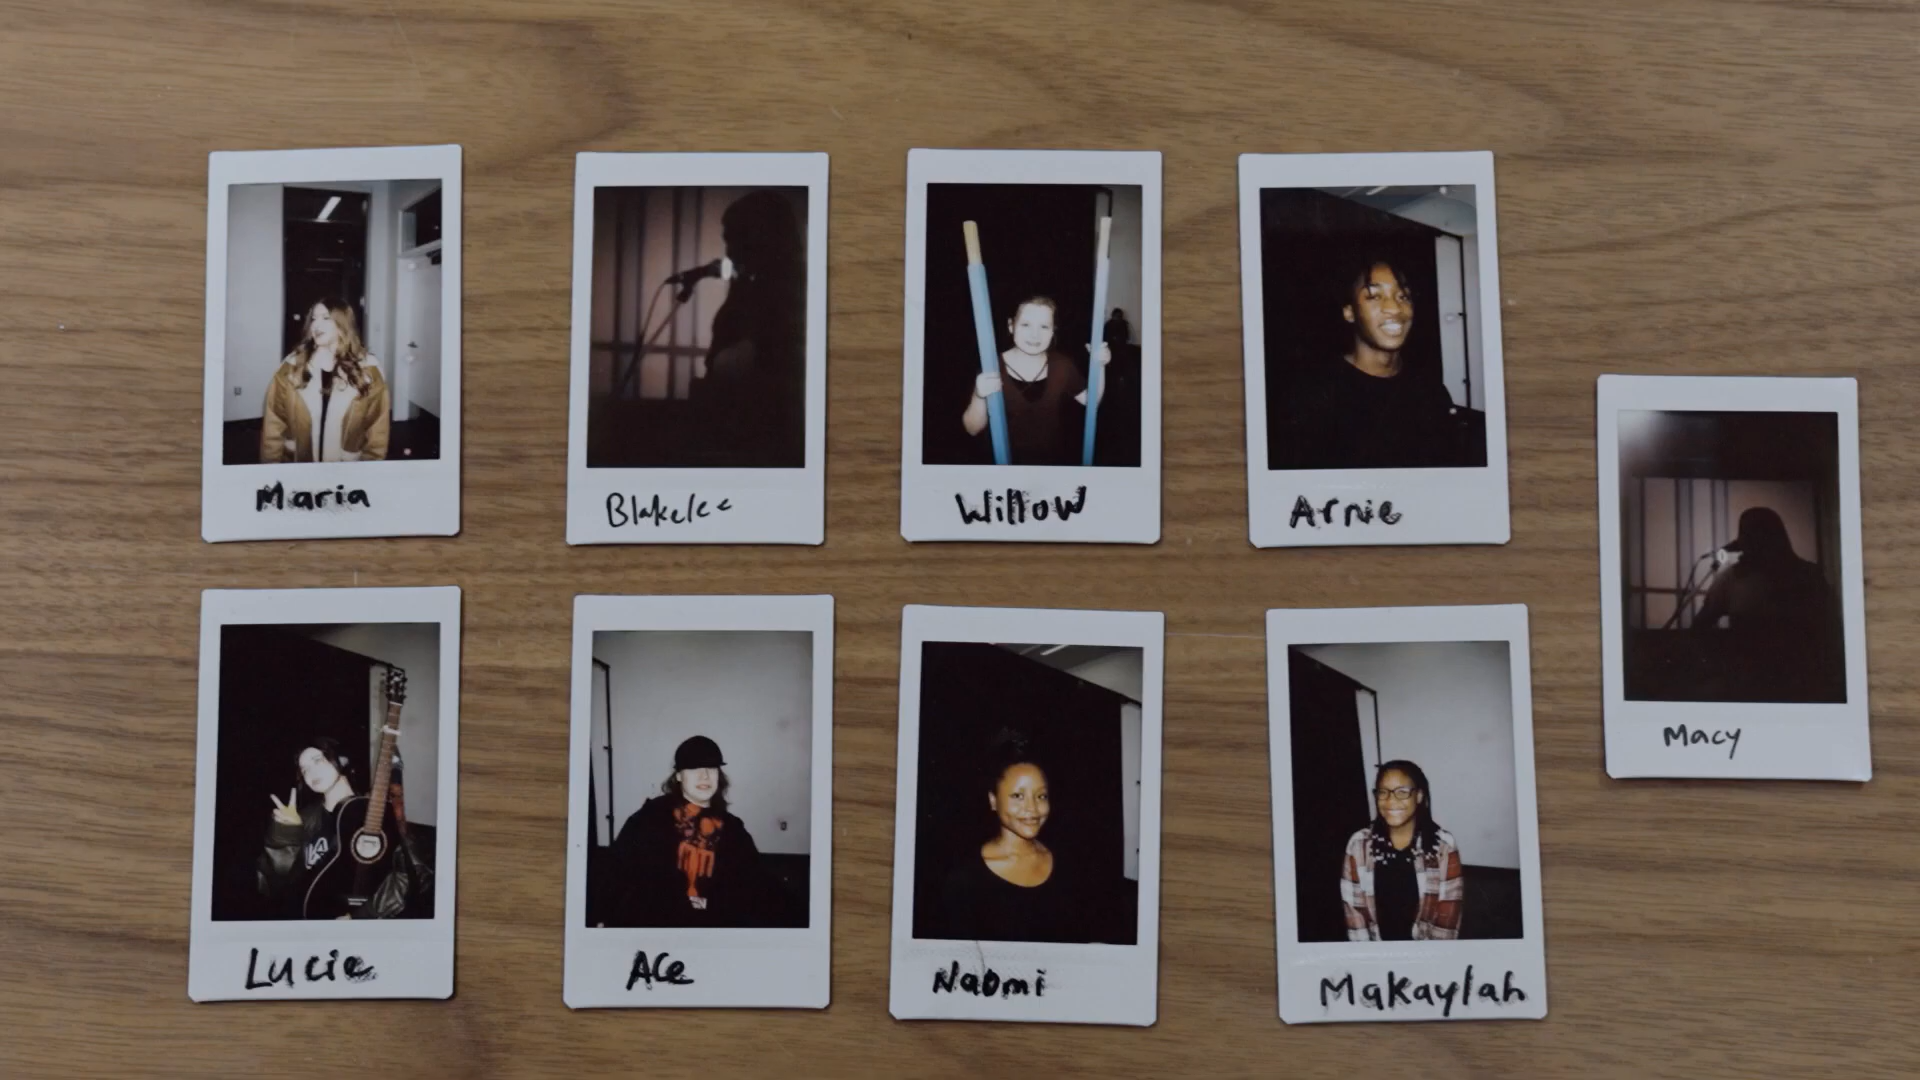 Maria
Blakelee
Willow
Arnie
Macy
Lucie
Ace
Naomi
Makaylah